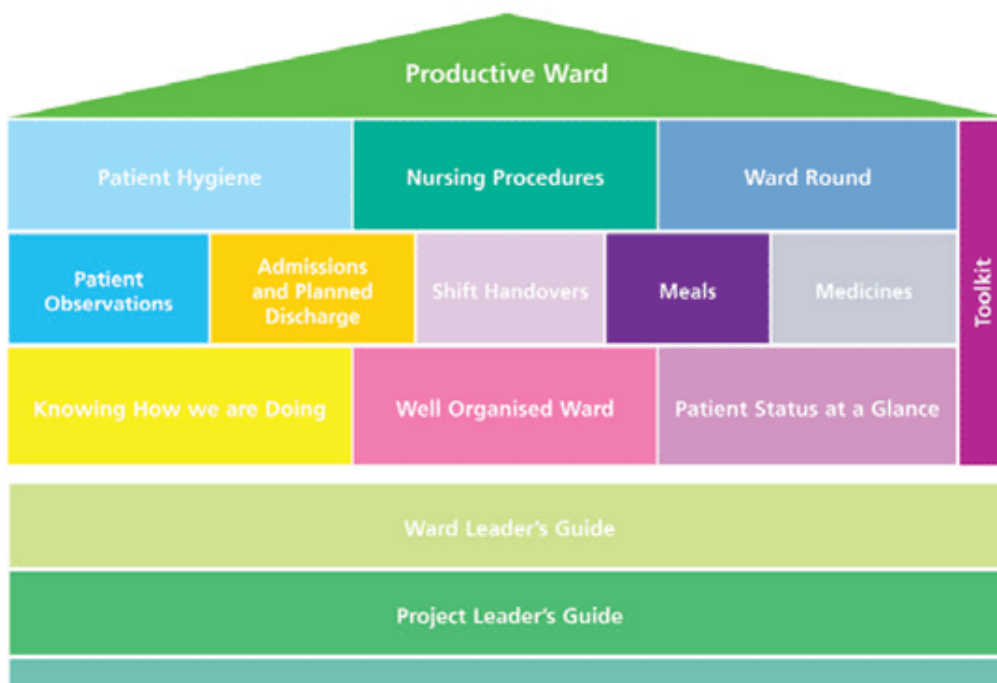 Productive Ward
Patient Hygiene
Nursing Procedures
Ward Round
Patient
Observations
Admissions
and Planned
Discharge
Shift Handovers
Meals
Medicines
Toolkit
Knowing How we are Doing
Well Organised Ward
Patient Status at a Glance
Ward Leader's Guide
Project Leader's Guide